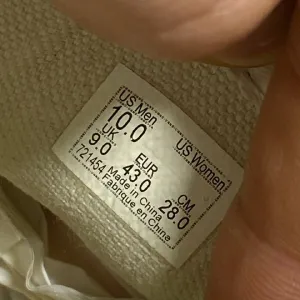 US Men US Women
10.0
UK EUR CM
9.0 43.0 28.0
721454 Made in China
Fabriqué en Chine